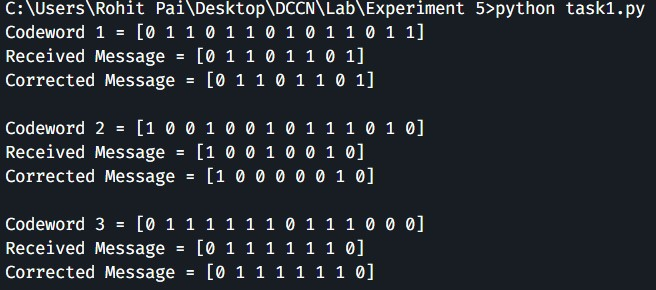 C:\Users\Rohit Pai\Desktop\DCCN\Lab\Experiment 5>python task1.py
Codeword 1 = [0 1 1 0 1 1 0 1 0 1 1 0 1 1]
Received Message = [0 1 1 0 1 1 0 1]
Corrected Message = [0 1 1 0 1 1 0 1]
Codeword 2 = [1 0 0 1 0 0 1 0 1 1 1 0 1 0]
Received Message = [1 0 0 1 0 0 1 0]
Corrected Message = [1 0 0 0 0 0 1 0]
Codeword 3 = [0 1 1 1 1 1 1 0 1 1 1 0 0 0]
Received Message = [0 1 1 1 1 1 1 0]
Corrected Message = [0 1 1 1 1 1 1 0]